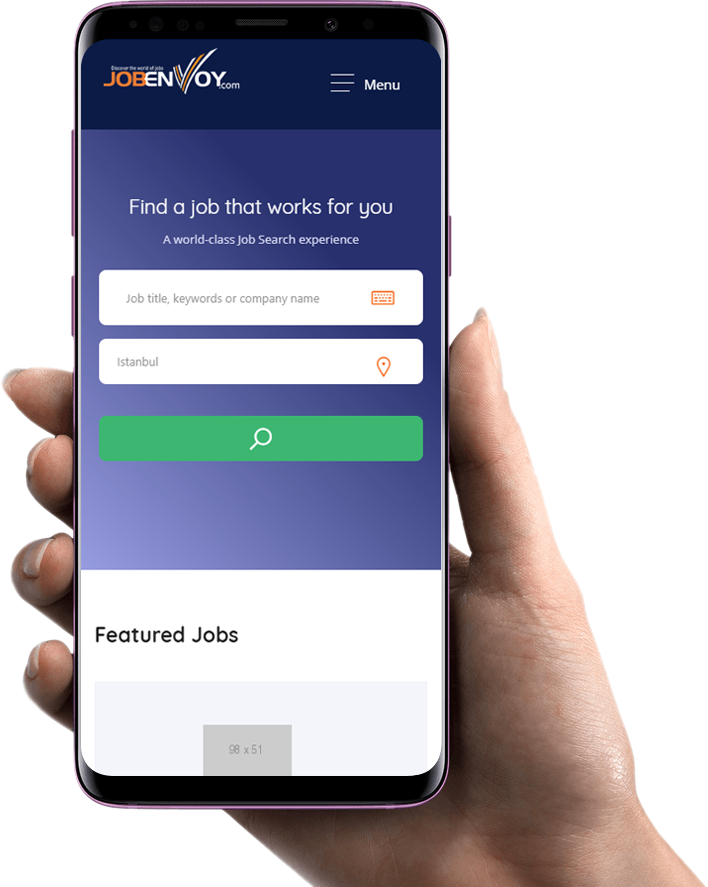 Discover the world of jobs
JOBENVOY.com
Menu
Find a job that works for you
A world-class Job Search experience
Job title, keywords or company name
Istanbul
Featured Jobs
98 x 51